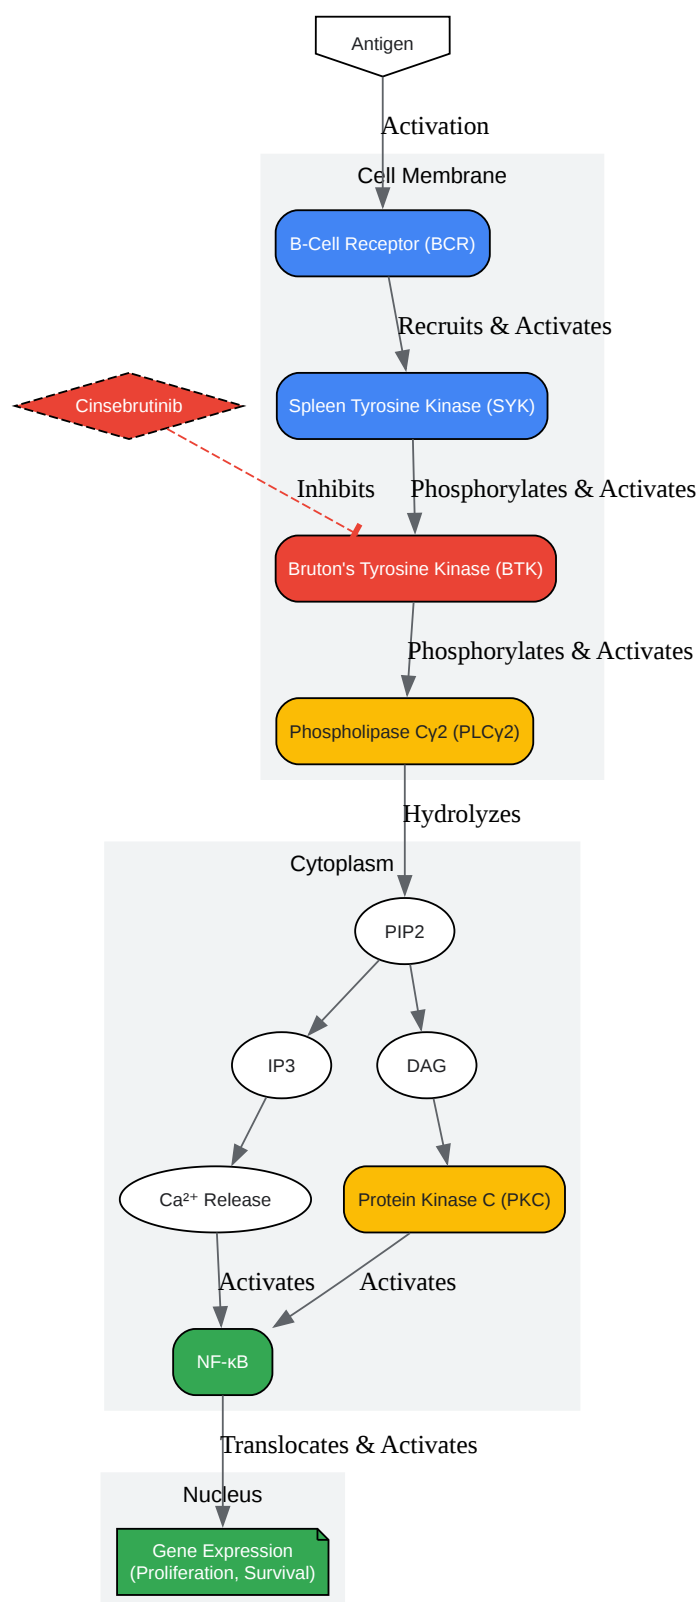 Antigen
Activation
Cell Membrane
B-Cell Receptor (BCR)
Recruits & Activates
Cinsebrutinib
Spleen Tyrosine Kinase (SYK)
Inhibits
Phosphorylates & Activates
Bruton's Tyrosine Kinase (BTK)
Phosphorylates & Activates
Phospholipase Cγ2 (PLCγ2)
Hydrolyzes
Cytoplasm
PIP2
IP3
DAG
Ca²⁺ Release
Protein Kinase C (PKC)
Activates
Activates
NF-κB
Translocates & Activates
Nucleus
Gene Expression
(Proliferation, Survival)